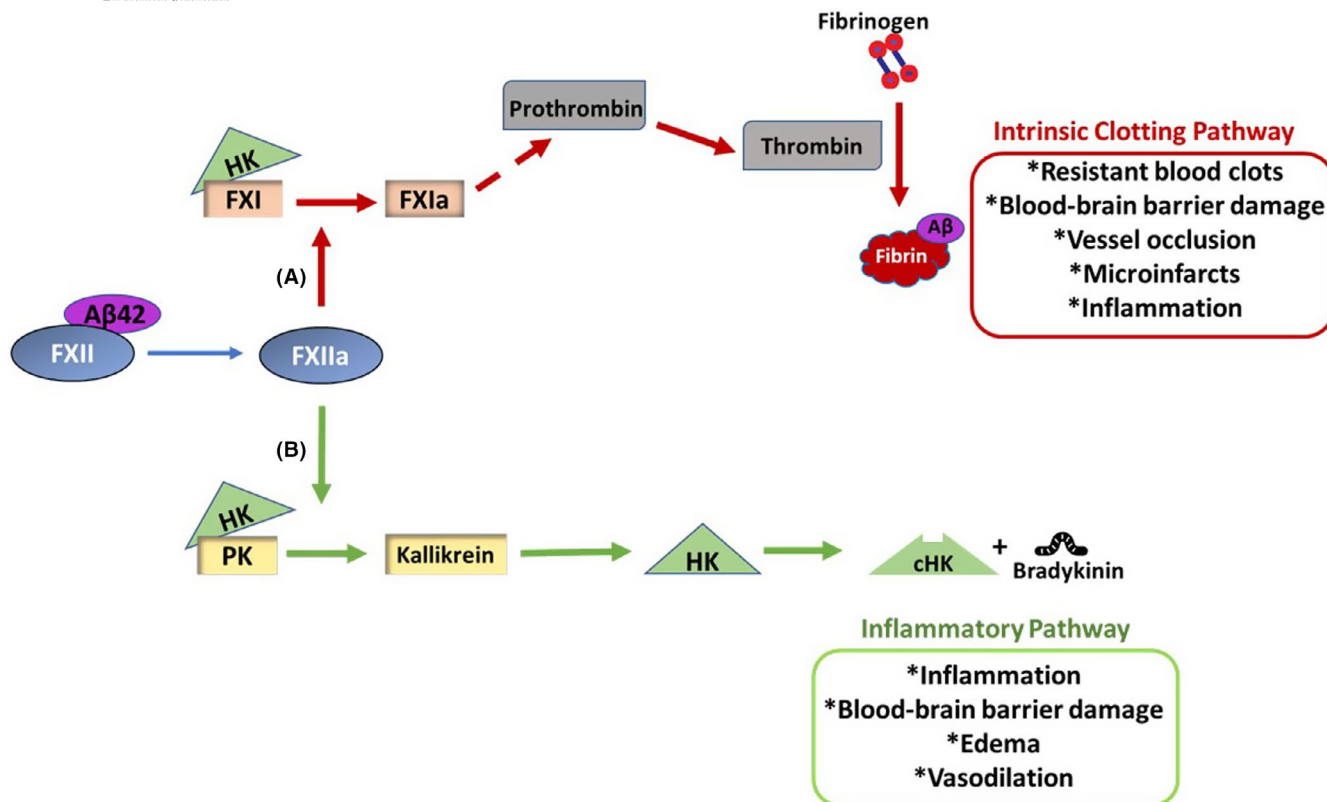 Fibrinogen
Prothrombin
Thrombin
HK
FXI
FXIa
Intrinsic Clotting Pathway
*Resistant blood clots
*Blood-brain barrier damage
*Vessel occlusion
*Microinfarcts
*Inflammation
Aβ
Fibrin
(A)
Aβ42
FXII
FXIIa
(B)
HK
PK
Kallikrein
HK
cHK
+
Bradykinin
Inflammatory Pathway
*Inflammation
*Blood-brain barrier damage
*Edema
*Vasodilation